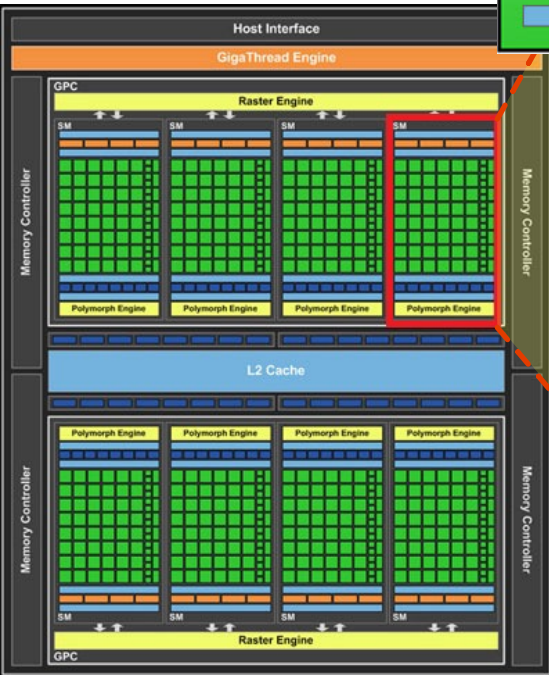 Host Interface
GigaThread Engine
GPC
Raster Engine
SM SM SM SM
Memory Controller
Memory Controller
Polymorph Engine Polymorph Engine Polymorph Engine Polymorph Engine
L2 Cache
Polymorph Engine Polymorph Engine Polymorph Engine Polymorph Engine
Memory Controller
Memory Controller
SM SM SM SM
Raster Engine
GPC